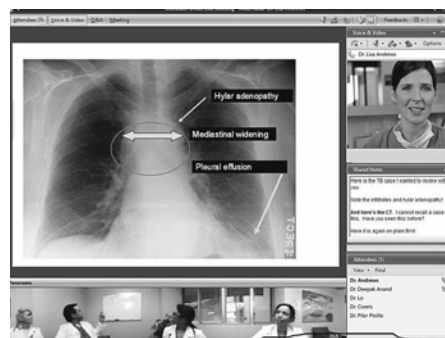 Attendees (5)
Voice & Video
Q&A
Meeting
Feedback
Hylar adenopathy
Mediastinal widening
Pleural effusion
Voice & Video
Options
Dr. Lisa Andrews
Shared Notes
Here is the TB case I wanted to review with
you.
Note the infiltrates and hylar adenopathy!
And here's the CT. I cannot recall a case
this. Have you seen this before?
Here it is again on plain film!
Attendees (5)
View
Find
Dr. Andrews
Dr. Deepak Anand
Dr. Lo
Dr. Pilar Pinilla
Panorama